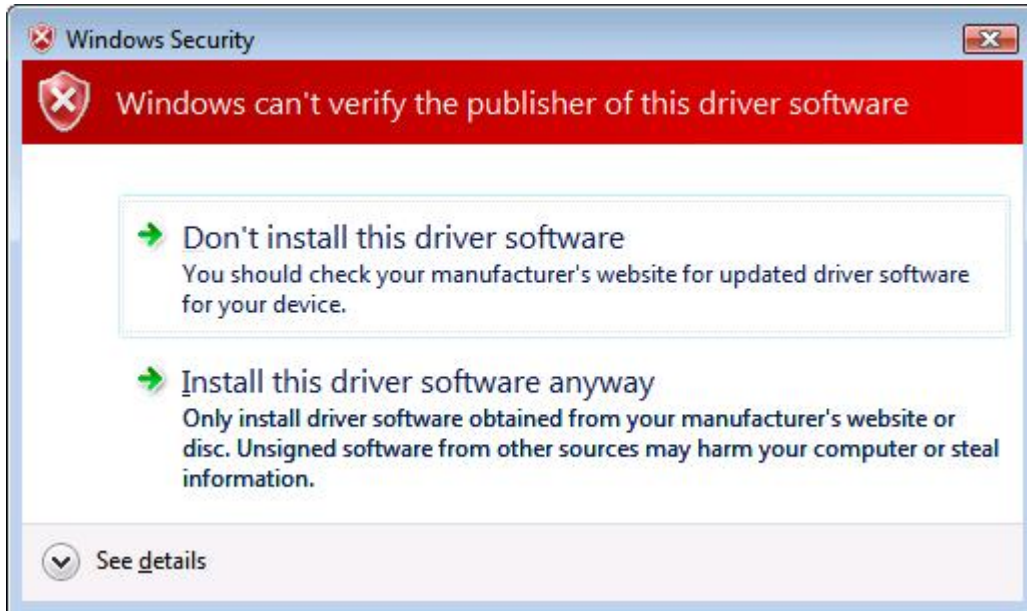 Windows Security
Windows can't verify the publisher of this driver software
Don't install this driver software
You should check your manufacturer's website for updated driver software
for your device.
Install this driver software anyway
Only install driver software obtained from your manufacturer's website or
disc. Unsigned software from other sources may harm your computer or steal
information.
See details